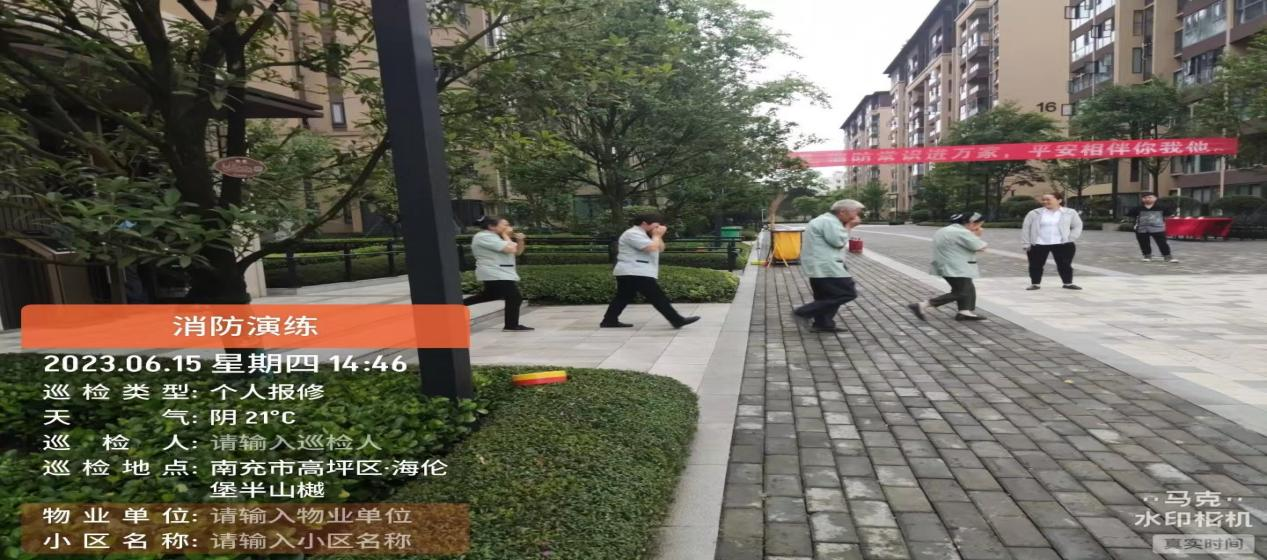 16
消防常识进万家，平安相伴你我他..
消防演练
2023.06.15 星期四 14:46
巡检类型: 个人报修
天气: 阴 21°C
巡检人: 请输入巡检人
巡检地点: 南充市高坪区·海伦
堡半山樾
物业单位: 请输入物业单位
小区名称: 请输入小区名称
马克
水印相机
真实时间